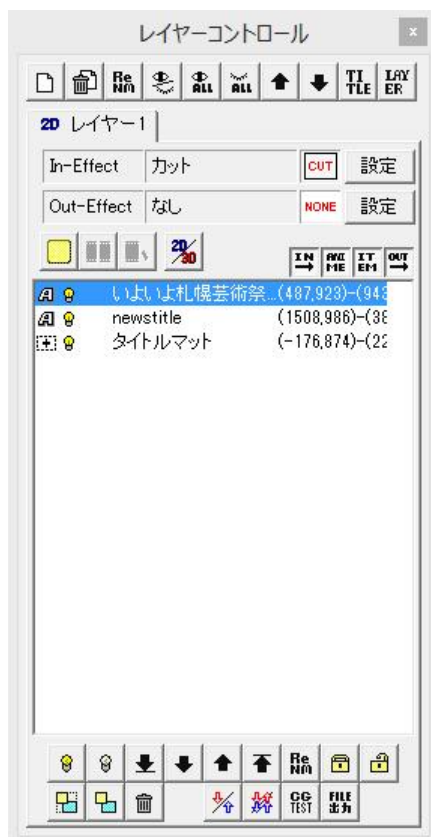 レイヤーコントロール
x
Re NM
ALL
ALL
TI TLE
LAY ER
2D レイヤー1
In-Effect カット CUT 設定
Out-Effect なし NONE 設定
2D/3D
IN
ANI ME
IT EM
OUT
A いよいよ札幌芸術祭...(487,923)-(943
A newstitle (1508,986)-(38
タイトルマット (-176,874)-(22
Re NM
CG TEST
FILE 出力